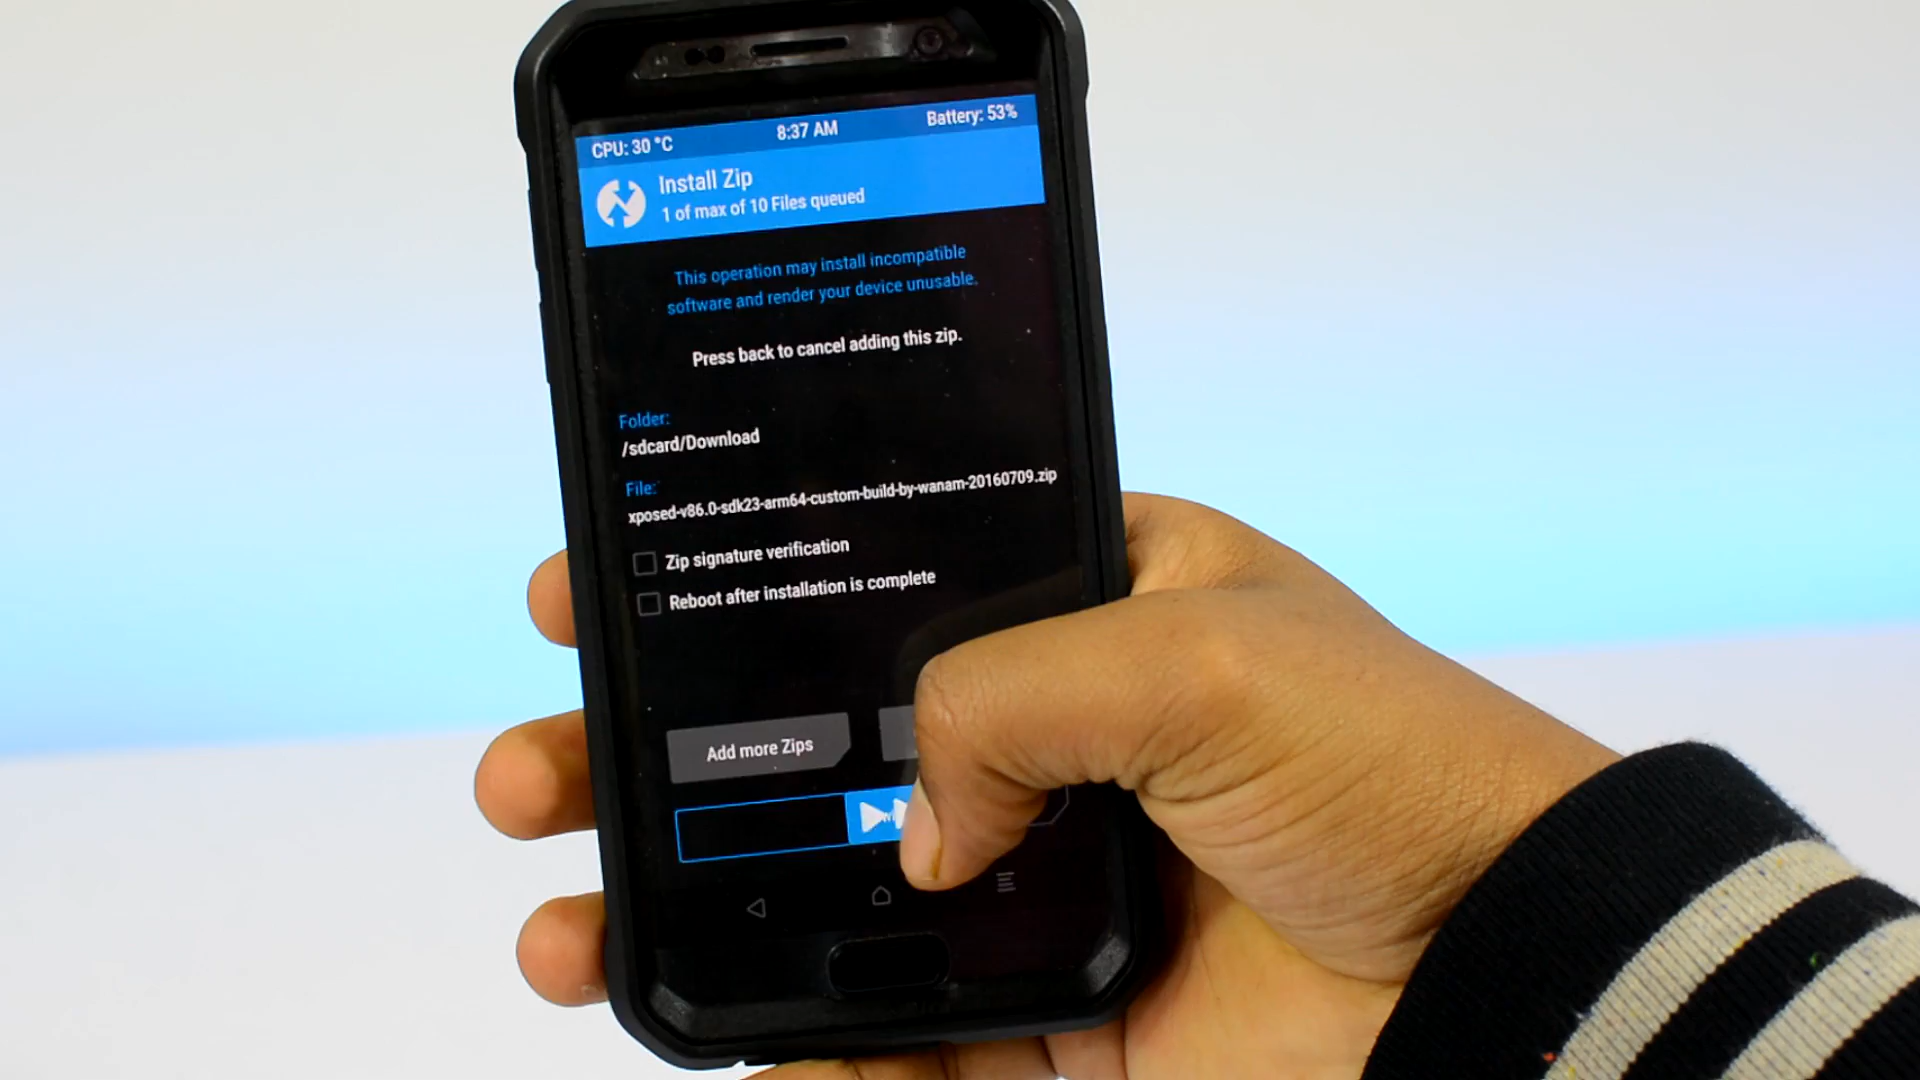 CPU: 30 °C
8:37 AM
Battery: 53%
Install Zip
1 of max of 10 Files queued
This operation may install incompatible
software and render your device unusable.
Press back to cancel adding this zip.
Folder:
/sdcard/Download
File:
xposed-v86.0-sdk23-arm64-custom-build-by-wanam-20160709.zip
Zip signature verification
Reboot after installation is complete
Add more Zips